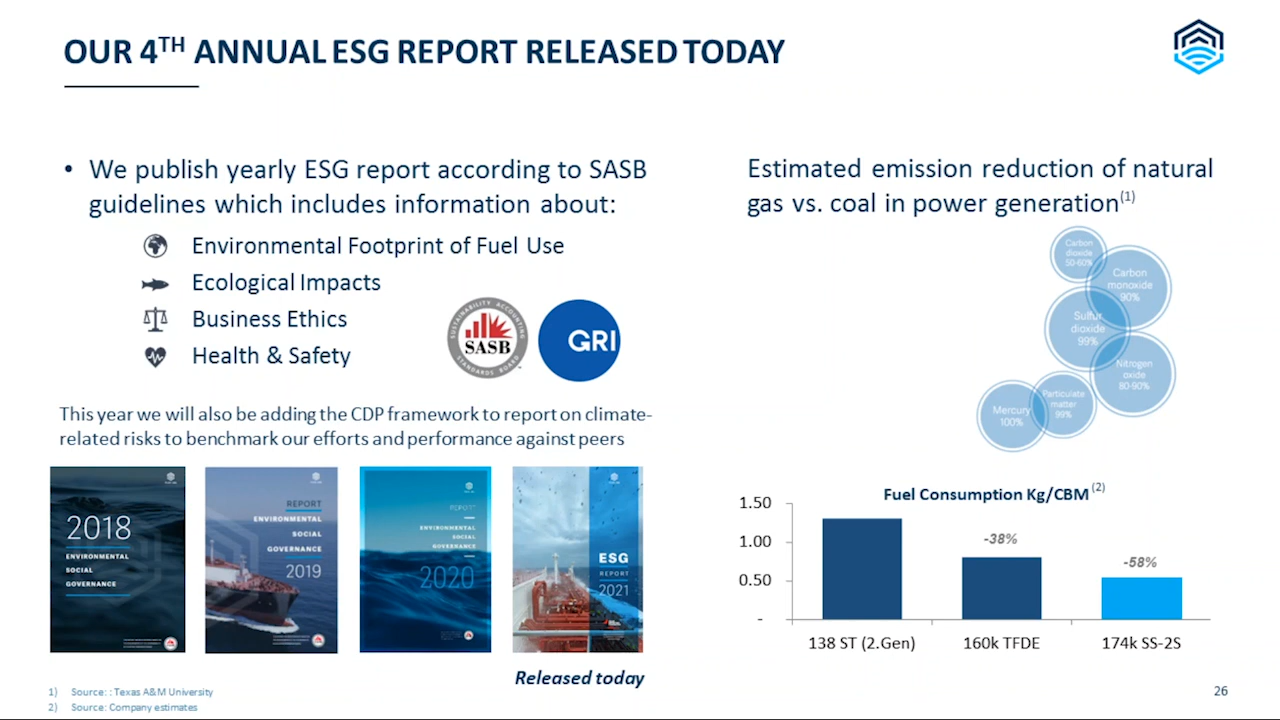 OUR 4TH ANNUAL ESG REPORT RELEASED TODAY
• We publish yearly ESG report according to SASB
guidelines which includes information about:
Environmental Footprint of Fuel Use
Ecological Impacts
Business Ethics
Health & Safety
SUSTAINABILITY ACCOUNTING
SASB
STANDARDS BOARD
GRI
This year we will also be adding the CDP framework to report on climate-
related risks to benchmark our efforts and performance against peers
2018
ENVIRONMENTAL
SOCIAL
GOVERNANCE
REPORT
ENVIRONMENTAL
SOCIAL
GOVERNANCE
2019
REPORT
ENVIRONMENTAL
SOCIAL
GOVERNANCE
2020
ESG
REPORT
2021
Released today
Estimated emission reduction of natural
gas vs. coal in power generation(1)
Carbon
dioxide
50-60%
Carbon
monoxide
90%
Sulfur
dioxide
99%
Nitrogen
oxide
80-90%
Particulate
matter
99%
Mercury
100%
Fuel Consumption Kg/CBM (2)
1.50
1.00
0.50
-
-38%
-58%
138 ST (2.Gen)
160k TFDE
174k SS-2S
1) Source: : Texas A&M University
2) Source: Company estimates
26